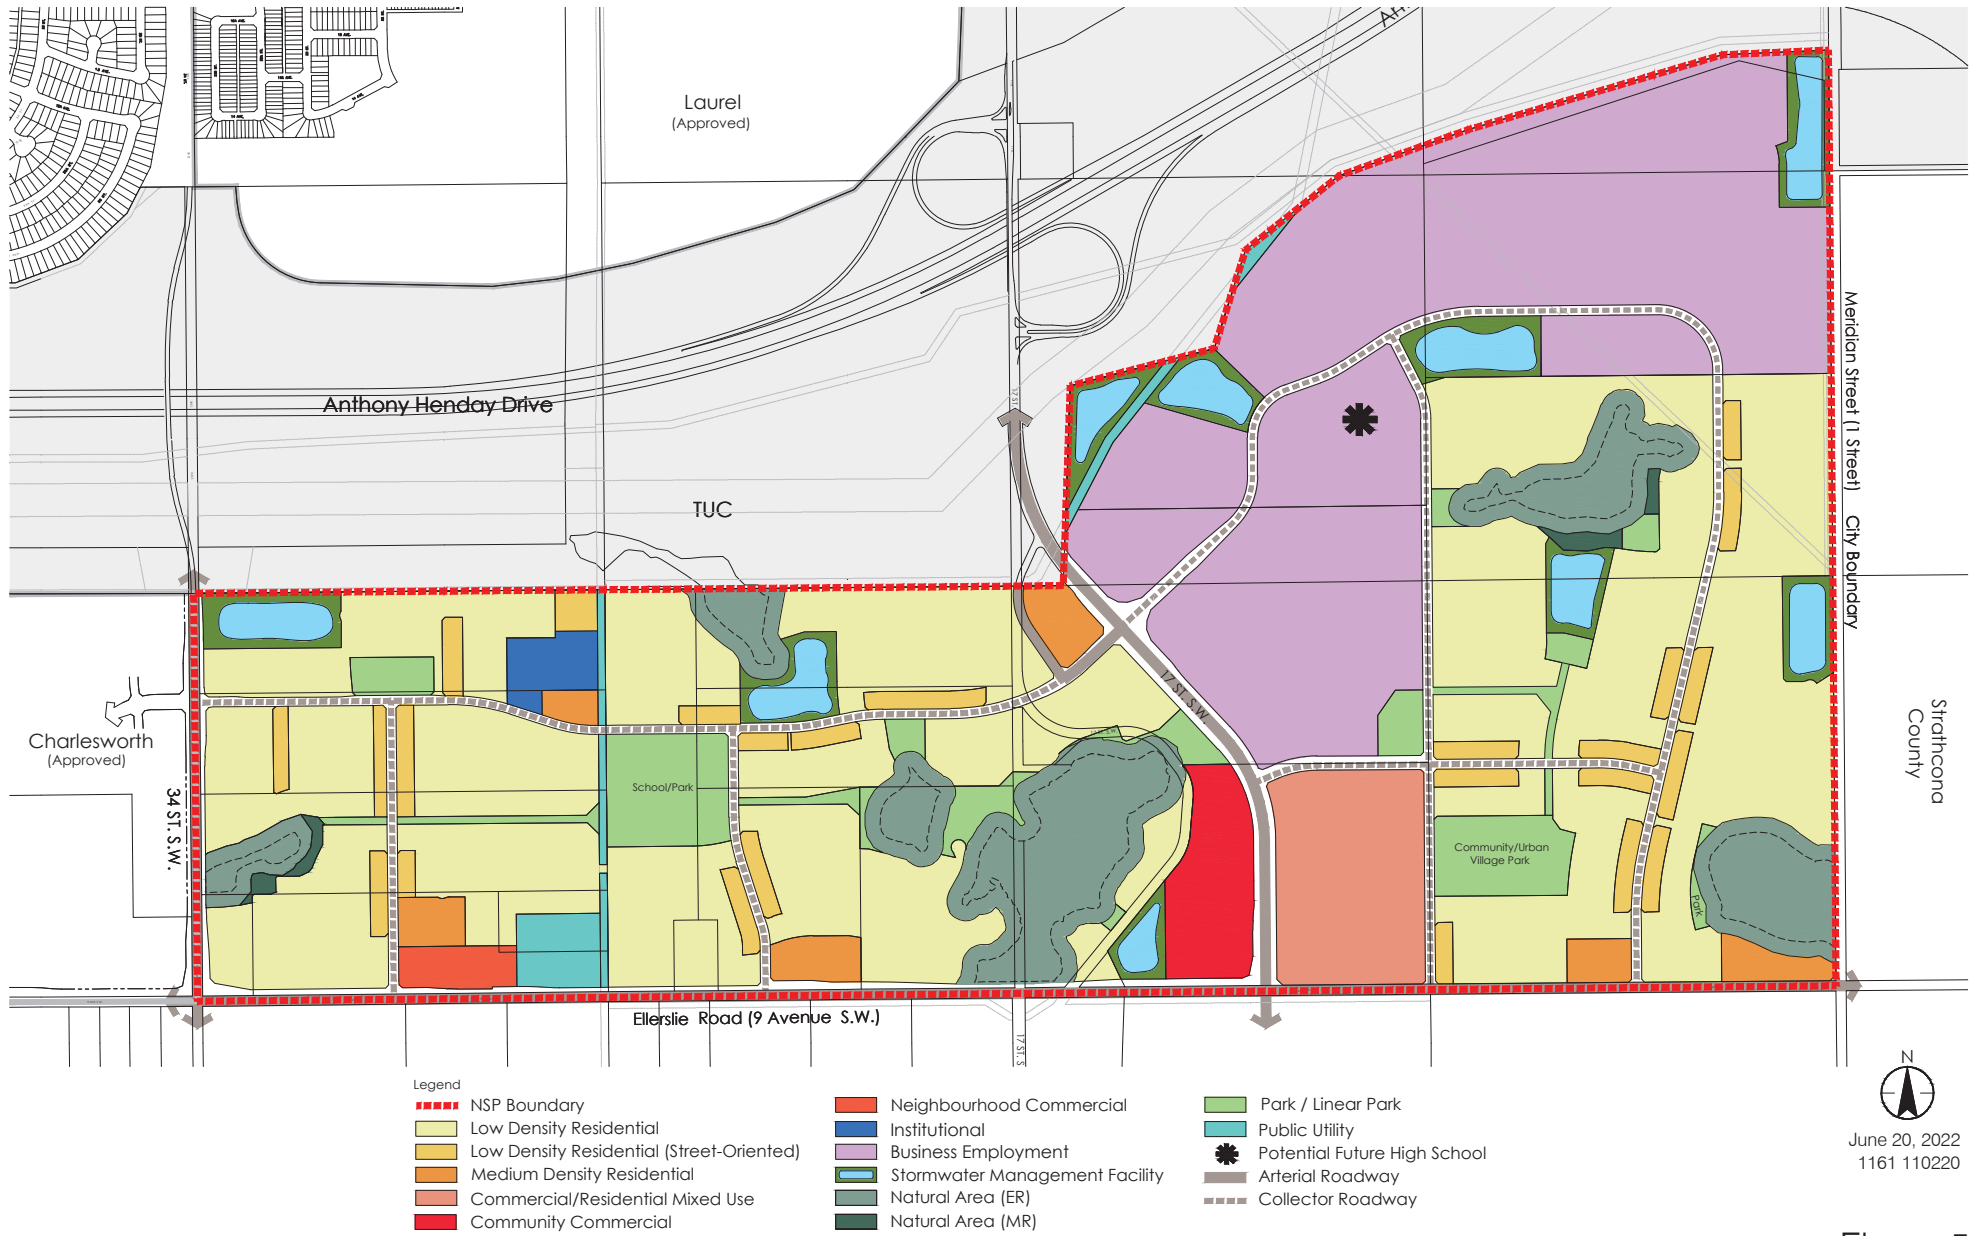 Laurel
(Approved)
Anthony Henday Drive
TUC
Meridian Street (1 Street)
City Boundary
17 ST.
17 ST. S.W.
Charlesworth
(Approved)
34 ST. S.W.
School/Park
Community/Urban
Village Park
Park
Strathcona
County
Ellerslie Road (9 Avenue S.W.)
17 ST. S
N
June 20, 2022
1161 110220
Legend
NSP Boundary
Low Density Residential
Low Density Residential (Street-Oriented)
Medium Density Residential
Commercial/Residential Mixed Use
Community Commercial
Neighbourhood Commercial
Institutional
Business Employment
Stormwater Management Facility
Natural Area (ER)
Natural Area (MR)
Park / Linear Park
Public Utility
Potential Future High School
Arterial Roadway
Collector Roadway